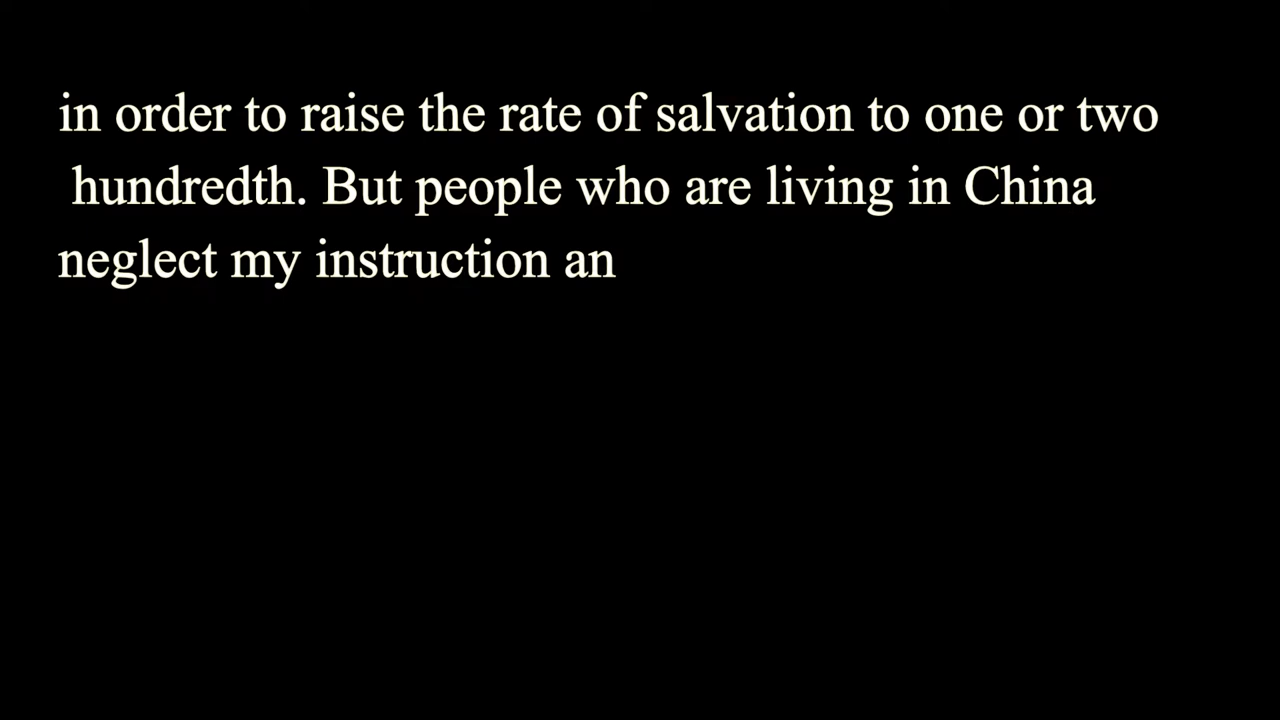 in order to raise the rate of salvation to one or two
hundredth. But people who are living in China
neglect my instruction an